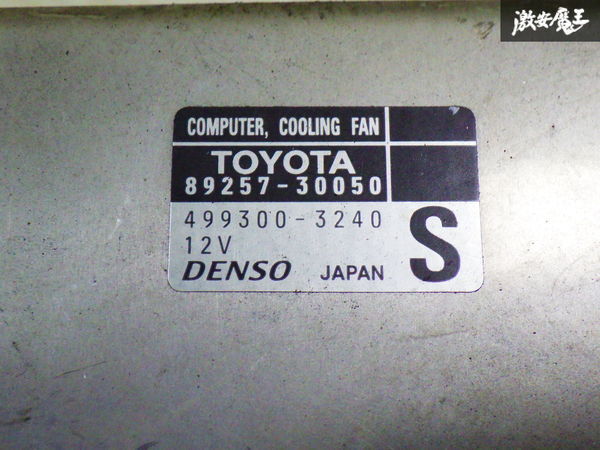 激安魔王
COMPUTER, COOLING FAN
TOYOTA
89257-30050
499300-3240
12V
S
DENSO JAPAN